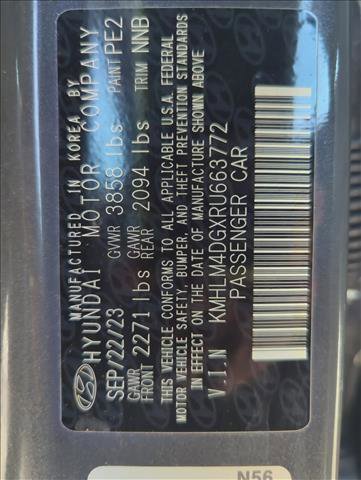 MANUFACTURED IN KOREA BY
HYUNDAI MOTOR COMPANY
SEP/22/23 GVWR 3858 lbs PAINT PE2
GAWR FRONT 2271 lbs GAWR REAR 2094 lbs TRIM NNB
THIS VEHICLE CONFORMS TO ALL APPLICABLE U.S.A. FEDERAL
MOTOR VEHICLE SAFETY, BUMPER, AND THEFT PREVENTION STANDARDS
IN EFFECT ON THE DATE OF MANUFACTURE SHOWN ABOVE
V.I.N KMHLM4DGXRU663772
PASSENGER CAR
N56